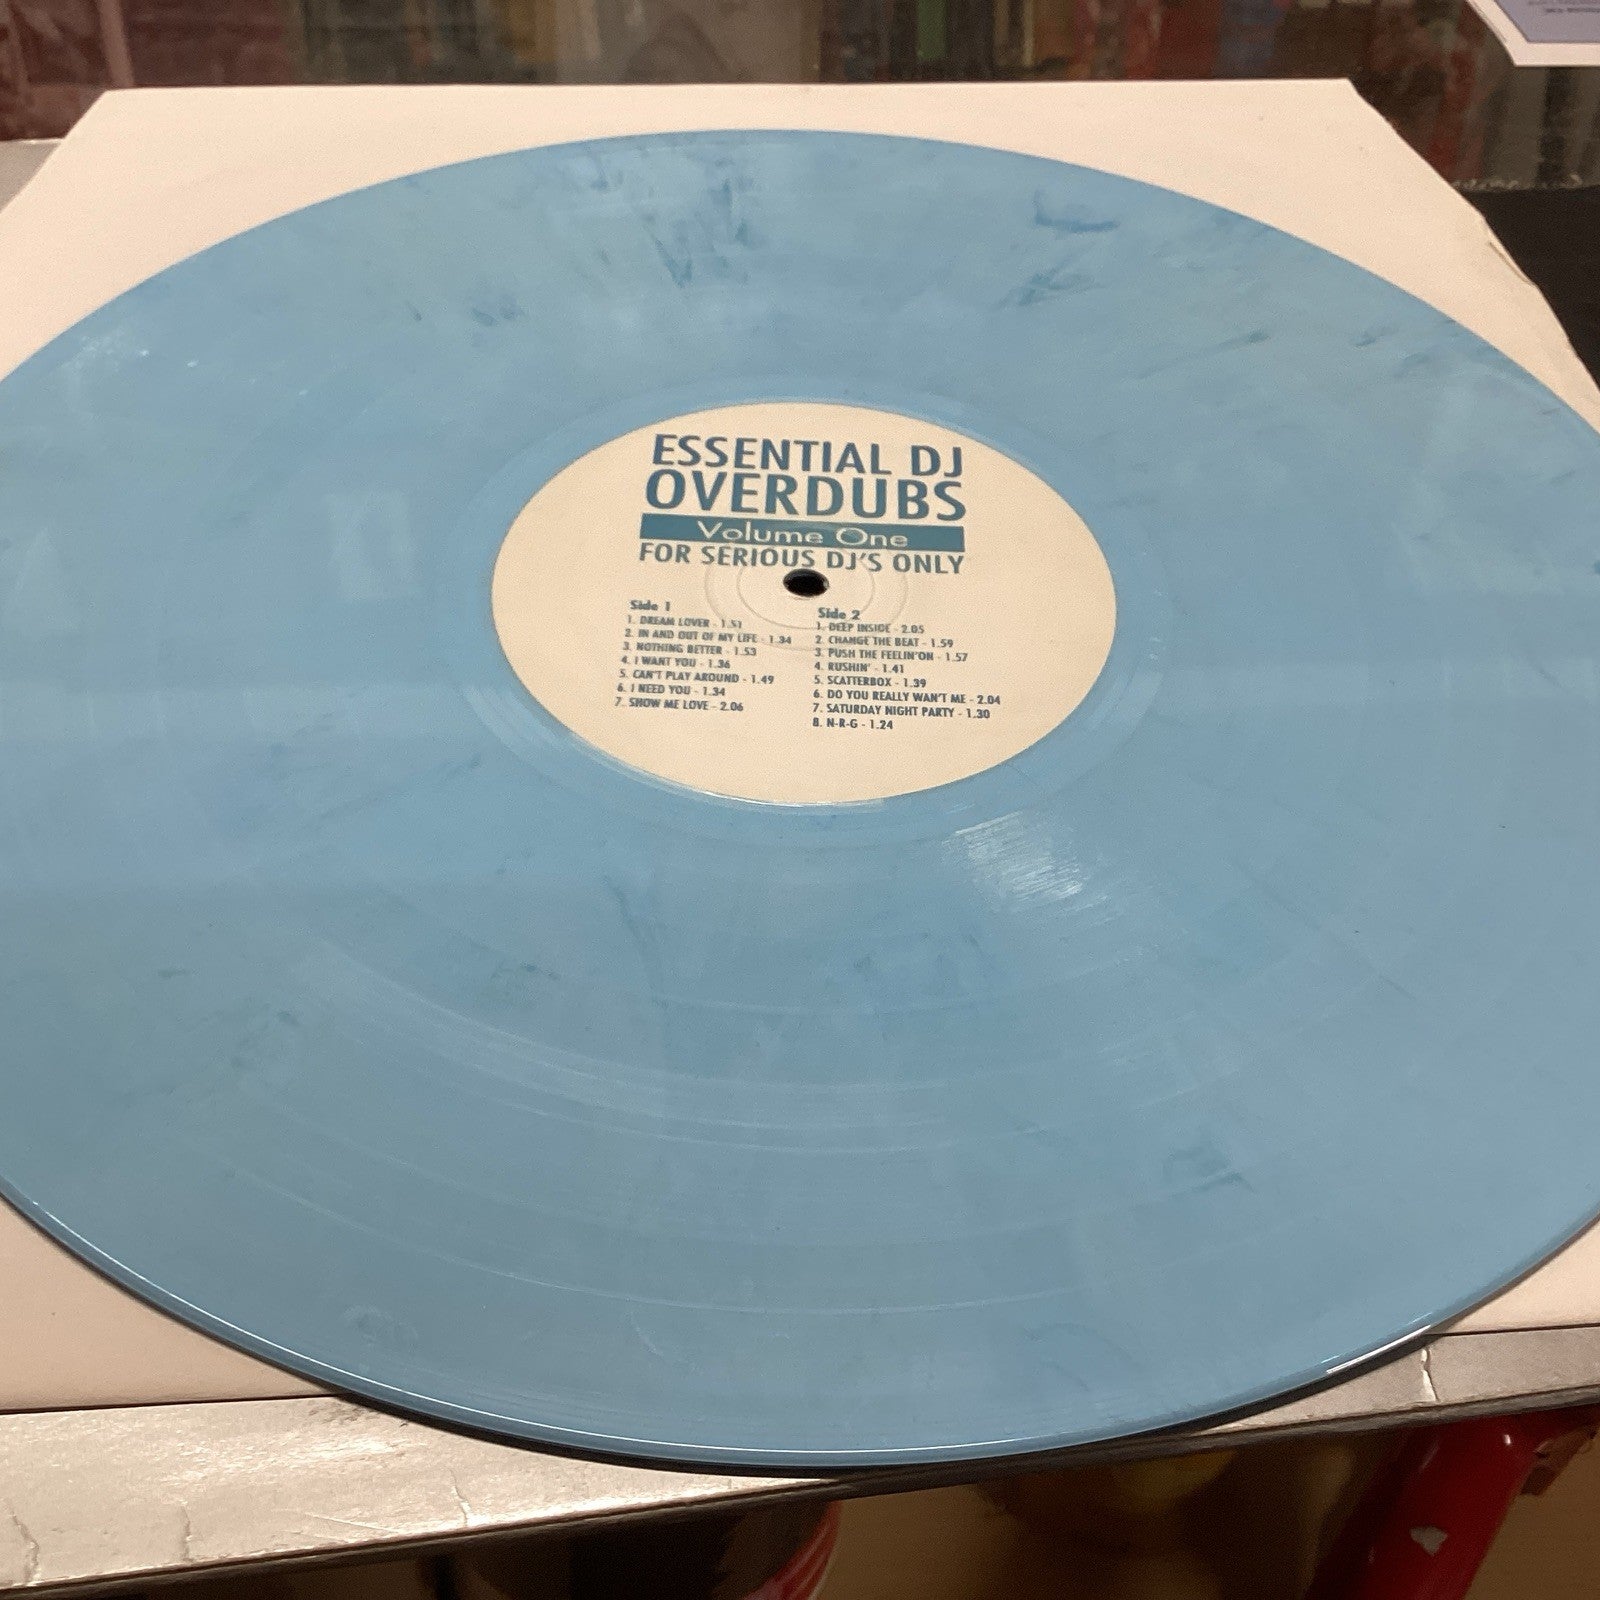 ESSENTIAL DJ
OVERDUBS
Volume One
FOR SERIOUS DJ'S ONLY
Side 1
1. DREAM LOVER - 1.51
2. IN AND OUT OF MY LIFE - 1.34
3. NOTHING BETTER - 1.53
4. I WANT YOU - 1.36
5. CAN'T PLAY AROUND - 1.49
6. I NEED YOU - 1.34
7. SHOW ME LOVE - 2.06
Side 2
1. DEEP INSIDE - 2.05
2. CHANGE THE BEAT - 1.59
3. PUSH THE FEELIN'ON - 1.57
4. RUSHIN' - 1.41
5. SCATTERBOX - 1.39
6. DO YOU REALLY WAN'T ME - 2.04
7. SATURDAY NIGHT PARTY - 1.30
8. N-R-G - 1.24